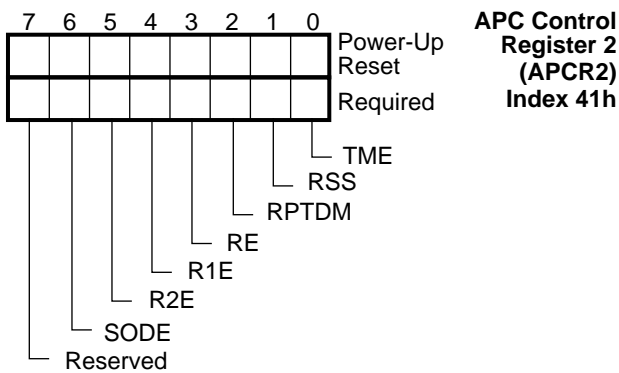 7 6 5 4 3 2 1 0
Power-Up
Reset
Required
APC Control
Register 2
(APCR2)
Index 41h
TME
RSS
RPTDM
RE
R1E
R2E
SODE
Reserved